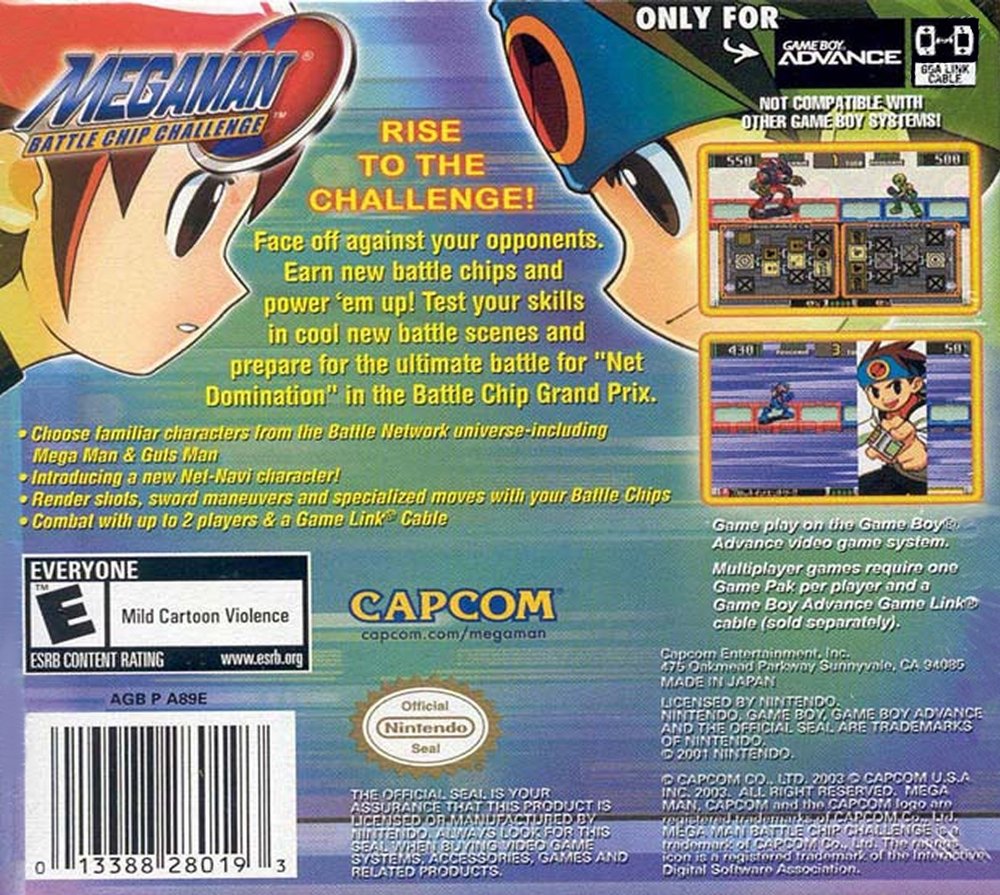 MEGAMAN®
BATTLE CHIP CHALLENGE™
ONLY FOR
GAME BOY ADVANCE
GBA LINK
CABLE
NOT COMPATIBLE WITH
OTHER GAME BOY SYSTEMS!
RISE
TO THE
CHALLENGE!
Face off against your opponents.
Earn new battle chips and
power 'em up! Test your skills
in cool new battle scenes and
prepare for the ultimate battle for "Net
Domination" in the Battle Chip Grand Prix.
• Choose familiar characters from the Battle Network universe-including
Mega Man & Guts Man
• Introducing a new Net-Navi character!
• Render shots, sword maneuvers and specialized moves with your Battle Chips
• Combat with up to 2 players & a Game Link® Cable
550 1 500
430 3 50
Game play on the Game Boy®
Advance video game system.
Multiplayer games require one
Game Pak per player and a
Game Boy Advance Game Link®
cable (sold separately).
EVERYONE
E™
Mild Cartoon Violence
ESRB CONTENT RATING www.esrb.org
CAPCOM®
capcom.com/megaman
AGB P A89E
0 13388 28019 3
Official
Nintendo
Seal
THE OFFICIAL SEAL IS YOUR
ASSURANCE THAT THIS PRODUCT IS
LICENSED OR MANUFACTURED BY
NINTENDO. ALWAYS LOOK FOR THIS
SEAL WHEN BUYING VIDEO GAME
SYSTEMS, ACCESSORIES, GAMES AND
RELATED PRODUCTS.
Capcom Entertainment, Inc.
475 Oakmead Parkway Sunnyvale, CA 94085
MADE IN JAPAN
LICENSED BY NINTENDO.
NINTENDO, GAME BOY, GAME BOY ADVANCE
AND THE OFFICIAL SEAL ARE TRADEMARKS
OF NINTENDO.
© 2001 NINTENDO.
© CAPCOM CO., LTD. 2003 © CAPCOM U.S.A
INC. 2003. ALL RIGHT RESERVED. MEGA
MAN, CAPCOM and the CAPCOM logo are
registered trademarks of CAPCOM Co., Ltd.
MEGA MAN BATTLE CHIP CHALLENGE is a
trademark of CAPCOM Co., Ltd. The ratings
icon is a registered trademark of the Interactive
Digital Software Association.